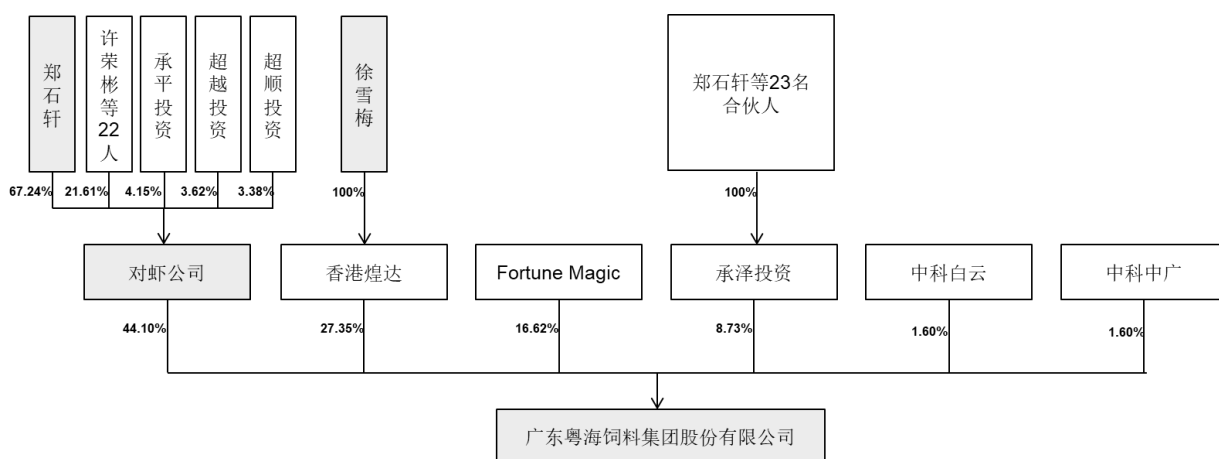 郑石轩
许荣彬等22人
承平投资
超越投资
超顺投资
徐雪梅
郑石轩等23名
合伙人
67.24%
21.61%
4.15%
3.62%
3.38%
100%
100%
对虾公司
香港煌达
Fortune Magic
承泽投资
中科白云
中科中广
44.10%
27.35%
16.62%
8.73%
1.60%
1.60%
广东粤海饲料集团股份有限公司